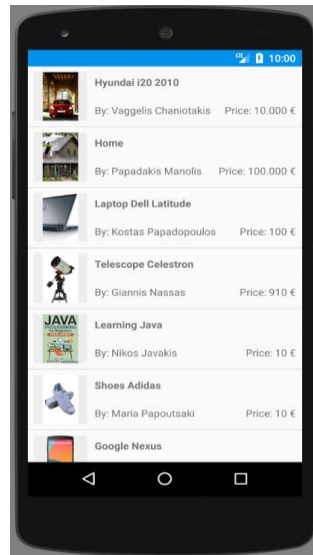 10:00
Hyundai i20 2010
By: Vaggelis Chaniotakis Price: 10.000 €
Home
By: Papadakis Manolis Price: 100.000 €
Laptop Dell Latitude
By: Kostas Papadopoulos Price: 100 €
Telescope Celestron
By: Giannis Nassas Price: 910 €
JAVA
Learning Java
By: Nikos Javakis Price: 10 €
Shoes Adidas
By: Maria Papoutsaki Price: 10 €
Google Nexus